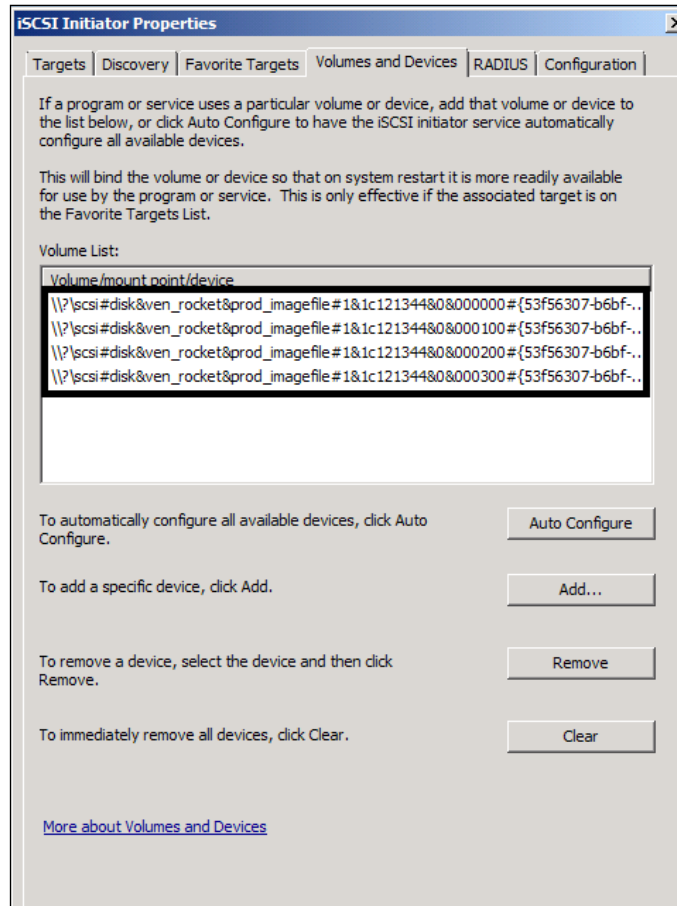 iSCSI Initiator Properties
Targets Discovery Favorite Targets Volumes and Devices RADIUS Configuration
If a program or service uses a particular volume or device, add that volume or device to
the list below, or click Auto Configure to have the iSCSI initiator service automatically
configure all available devices.
This will bind the volume or device so that on system restart it is more readily available
for use by the program or service. This is only effective if the associated target is on
the Favorite Targets List.
Volume List:
Volume/mount point/device
\\?\scsi#disk&ven_rocket&prod_imagefile#1&1c121344&0&000000#{53f56307-b6bf-...
\\?\scsi#disk&ven_rocket&prod_imagefile#1&1c121344&0&000100#{53f56307-b6bf-...
\\?\scsi#disk&ven_rocket&prod_imagefile#1&1c121344&0&000200#{53f56307-b6bf-...
\\?\scsi#disk&ven_rocket&prod_imagefile#1&1c121344&0&000300#{53f56307-b6bf-...
To automatically configure all available devices, click Auto
Configure.
Auto Configure
To add a specific device, click Add.
Add...
To remove a device, select the device and then click
Remove.
Remove
To immediately remove all devices, click Clear.
Clear
More about Volumes and Devices